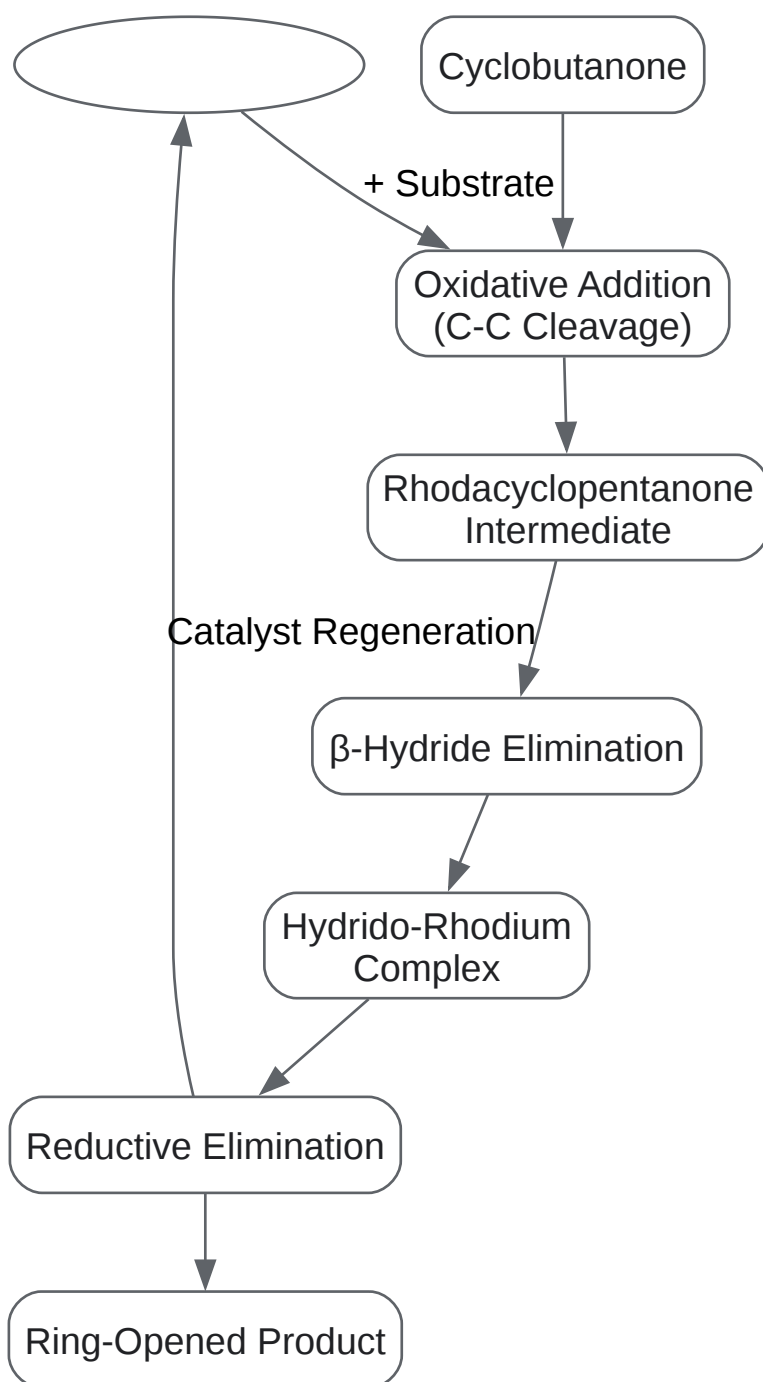 Cyclobutanone
+ Substrate
Oxidative Addition
(C-C Cleavage)
Rhodacyclopentanone
Intermediate
Catalyst Regeneration
β-Hydride Elimination
Hydrido-Rhodium
Complex
Reductive Elimination
Ring-Opened Product